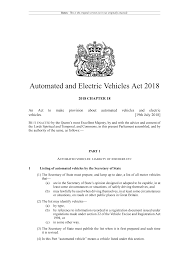 Status: This is the original version (as it was originally enacted).
Automated and Electric Vehicles Act 2018
2018 CHAPTER 18
An Act to make provision about automated vehicles and electric
vehicles. [19th July 2018]
BE IT ENACTED by the Queen's most Excellent Majesty, by and with the advice and consent of
the Lords Spiritual and Temporal, and Commons, in this present Parliament assembled, and by
the authority of the same, as follows:—
PART 1
AUTOMATED VEHICLES: LIABILITY OF INSURERS ETC
1 Listing of automated vehicles by the Secretary of State
(1) The Secretary of State must prepare, and keep up to date, a list of all motor vehicles
that—
(a) are in the Secretary of State's opinion designed or adapted to be capable, in at
least some circumstances or situations, of safely driving themselves, and
(b) may lawfully be used when driving themselves, in at least some circumstances
or situations, on roads or other public places in Great Britain.
(2) The list may identify vehicles—
(a) by type,
(b) by reference to information recorded in a registration document issued under
regulations made under section 22 of the Vehicle Excise and Registration Act
1994, or
(c) in some other way.
(3) The Secretary of State must publish the list when it is first prepared and each time
it is revised.
(4) In this Part "automated vehicle" means a vehicle listed under this section.